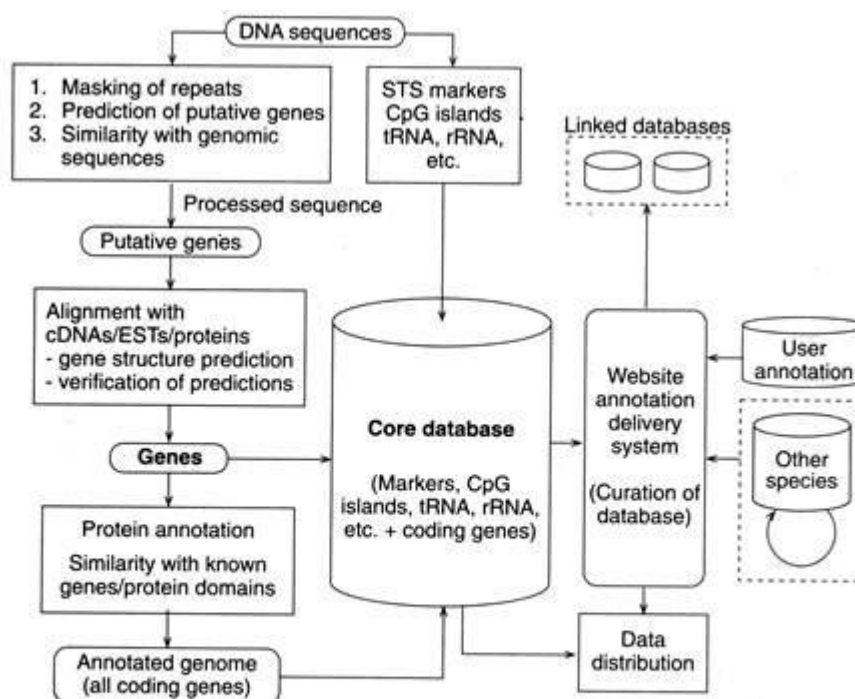 DNA sequences
1. Masking of repeats
2. Prediction of putative genes
3. Similarity with genomic
sequences
STS markers
CpG islands
tRNA, rRNA,
etc.
Linked databases
Processed sequence
Putative genies
Alignment with
cDNAs/ESTs/proteins
- gene structure prediction
- verification of predictions
Genes
Protein annotation
Similarity with known
genes/protein domains
Annotated genome
(all coding genes)
Core database
(Markers, CpG
islands, tRNA, rRNA,
etc. + coding genes)
Website
annotation
delivery
system
(Curation of
database)
User
annotation
Other
species
Data
distribution